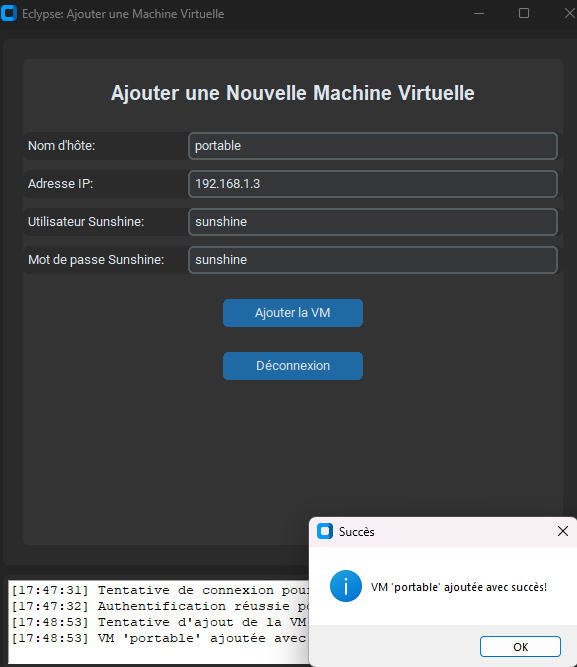 Eclypse: Ajouter une Machine Virtuelle
Ajouter une Nouvelle Machine Virtuelle
Nom d'hôte: portable
Adresse IP: 192.168.1.3
Utilisateur Sunshine: sunshine
Mot de passe Sunshine: sunshine
Ajouter la VM
Déconnexion
Succès
VM 'portable' ajoutée avec succès!
OK
[17:47:31] Tentative de connexion pour
[17:47:32] Authentification réussie
[17:48:53] Tentative d'ajout de la VM
[17:48:53] VM 'portable' ajoutée avec